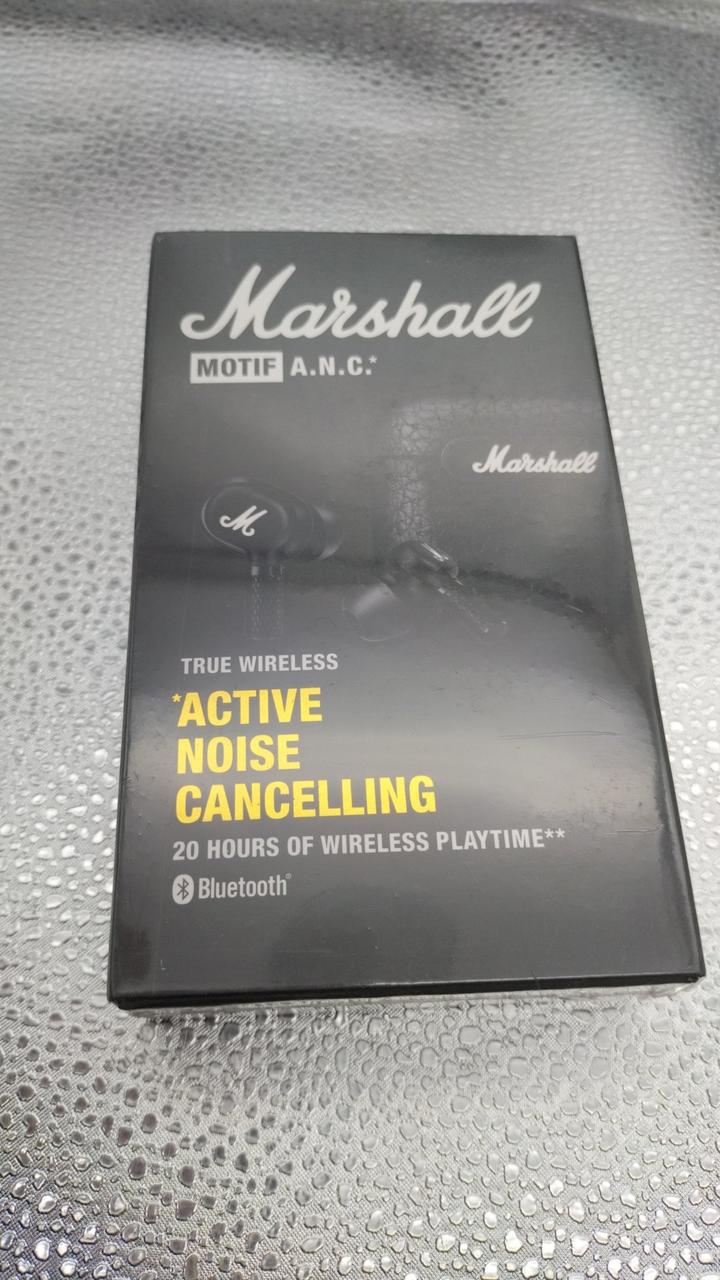 Marshall
MOTIF A.N.C.*
Marshall
M
TRUE WIRELESS
*ACTIVE
NOISE
CANCELLING
20 HOURS OF WIRELESS PLAYTIME**
Bluetooth®